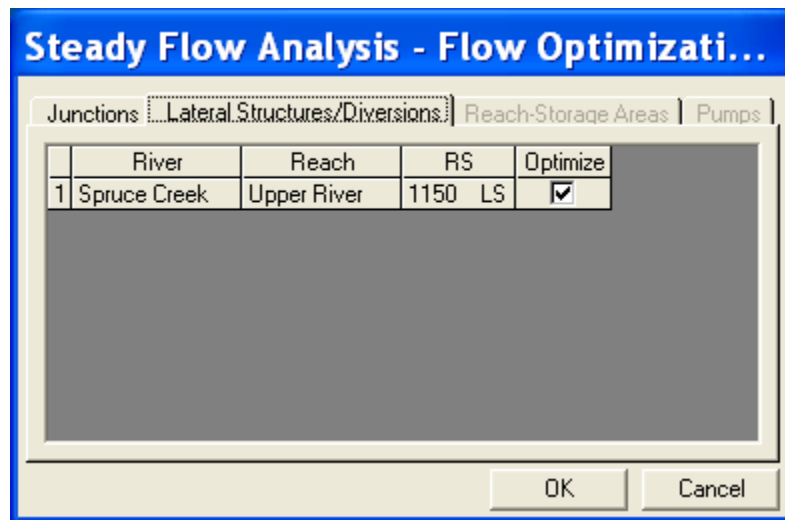 Steady Flow Analysis - Flow Optimizati...
Junctions Lateral Structures/Diversions Reach-Storage Areas Pumps
River Reach RS Optimize
1 Spruce Creek Upper River 1150 LS
OK Cancel